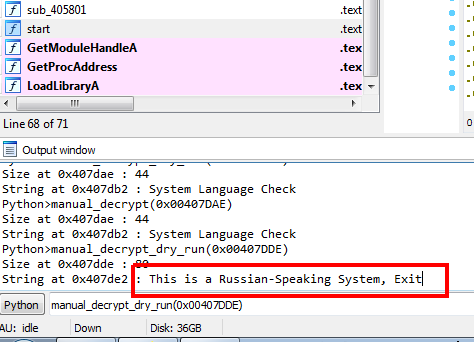 f sub_405801 .text
f start .text
f GetModuleHandleA .tex
f GetProcAddress .tex
f LoadLibraryA .tex
Line 68 of 71
0
Output window
Size at 0x407dae : 44
String at 0x407db2 : System Language Check
Python>manual_decrypt(0x00407DAE)
Size at 0x407dae : 44
String at 0x407db2 : System Language Check
Python>manual_decrypt_dry_run(0x00407DDE)
Size at 0x407dde : 80
String at 0x407de2 : This is a Russian-Speaking System, Exit
Python manual_decrypt_dry_run(0x00407DDE)
AU: idle Down Disk: 36GB